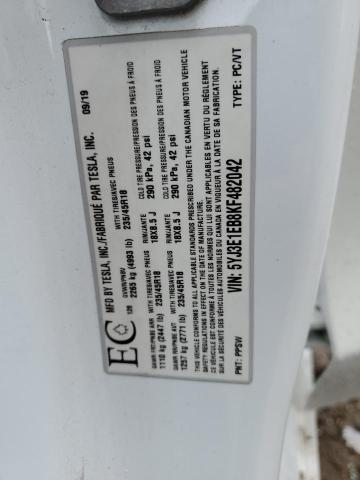 MFD BY TESLA, INC./FABRIQUÉ PAR TESLA, INC. 09/19
EC 129
GVWR/PNBV WITH TIRES/AVEC PNEUS COLD TIRE PRESSURE/PRESSION DES PNEUS À FROID
2265 kg (4993 lb) 235/45R18 290 kPa, 42 psi
GAWR FRT/PNBE AVR WITH TIRES/AVEC PNEUS RIMS/JANTE COLD TIRE PRESSURE/PRESSION DES PNEUS À FROID
1110 kg (2447 lb) 235/45R18 18X8.5 J 290 kPa, 42 psi
GAWR RR/PNBE AVT WITH TIRES/AVEC PNEUS RIMS/JANTE
1257 kg (2771 lb) 235/45R18 18X8.5 J
THIS VEHICLE CONFORMS TO ALL APPLICABLE STANDARDS PRESCRIBED UNDER THE CANADIAN MOTOR VEHICLE
SAFETY REGULATIONS IN EFFECT ON THE DATE OF MANUFACTURE
CE VÉHICULE EST CONFORME À TOUTES LES NORMES QUI LUI SONT APPLICABLES EN VERTU DU RÈGLEMENT
SUR LA SÉCURITÉ DES VÉHICULES AUTOMOBILES DU CANADA EN VIGUEUR À LA DATE DE SA FABRICATION.
VIN: 5YJ3E1EB8KF482042
PNT: PPSW TYPE: PC/VT